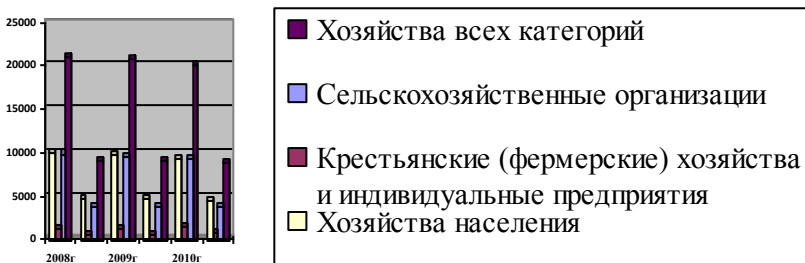 25000
20000
15000
10000
5000
0
2008г 2009г 2010г
Хозяйства всех категорий
Сельскохозяйственные организации
Крестьянские (фермерские) хозяйства
и индивидуальные предприятия
Хозяйства населения